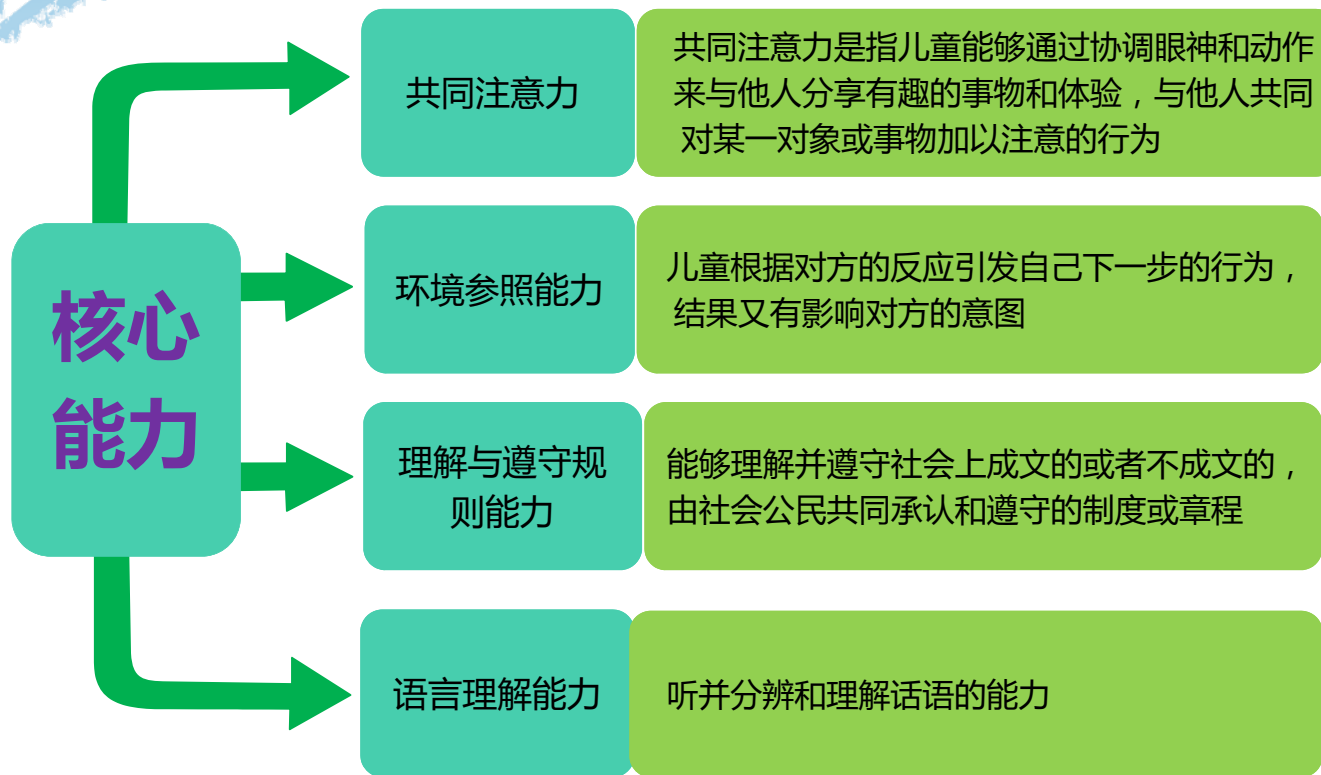 核心
能力
共同注意力
共同注意力是指儿童能够通过协调眼神和动作
来与他人分享有趣的事物和体验，与他人共同
对某一对象或事物加以注意的行为
环境参照能力
儿童根据对方的反应引发自己下一步的行为，
结果又有影响对方的意图
理解与遵守规
则能力
能够理解并遵守社会上成文的或者不成文的，
由社会公民共同承认和遵守的制度或章程
语言理解能力
听并分辨和理解话语的能力